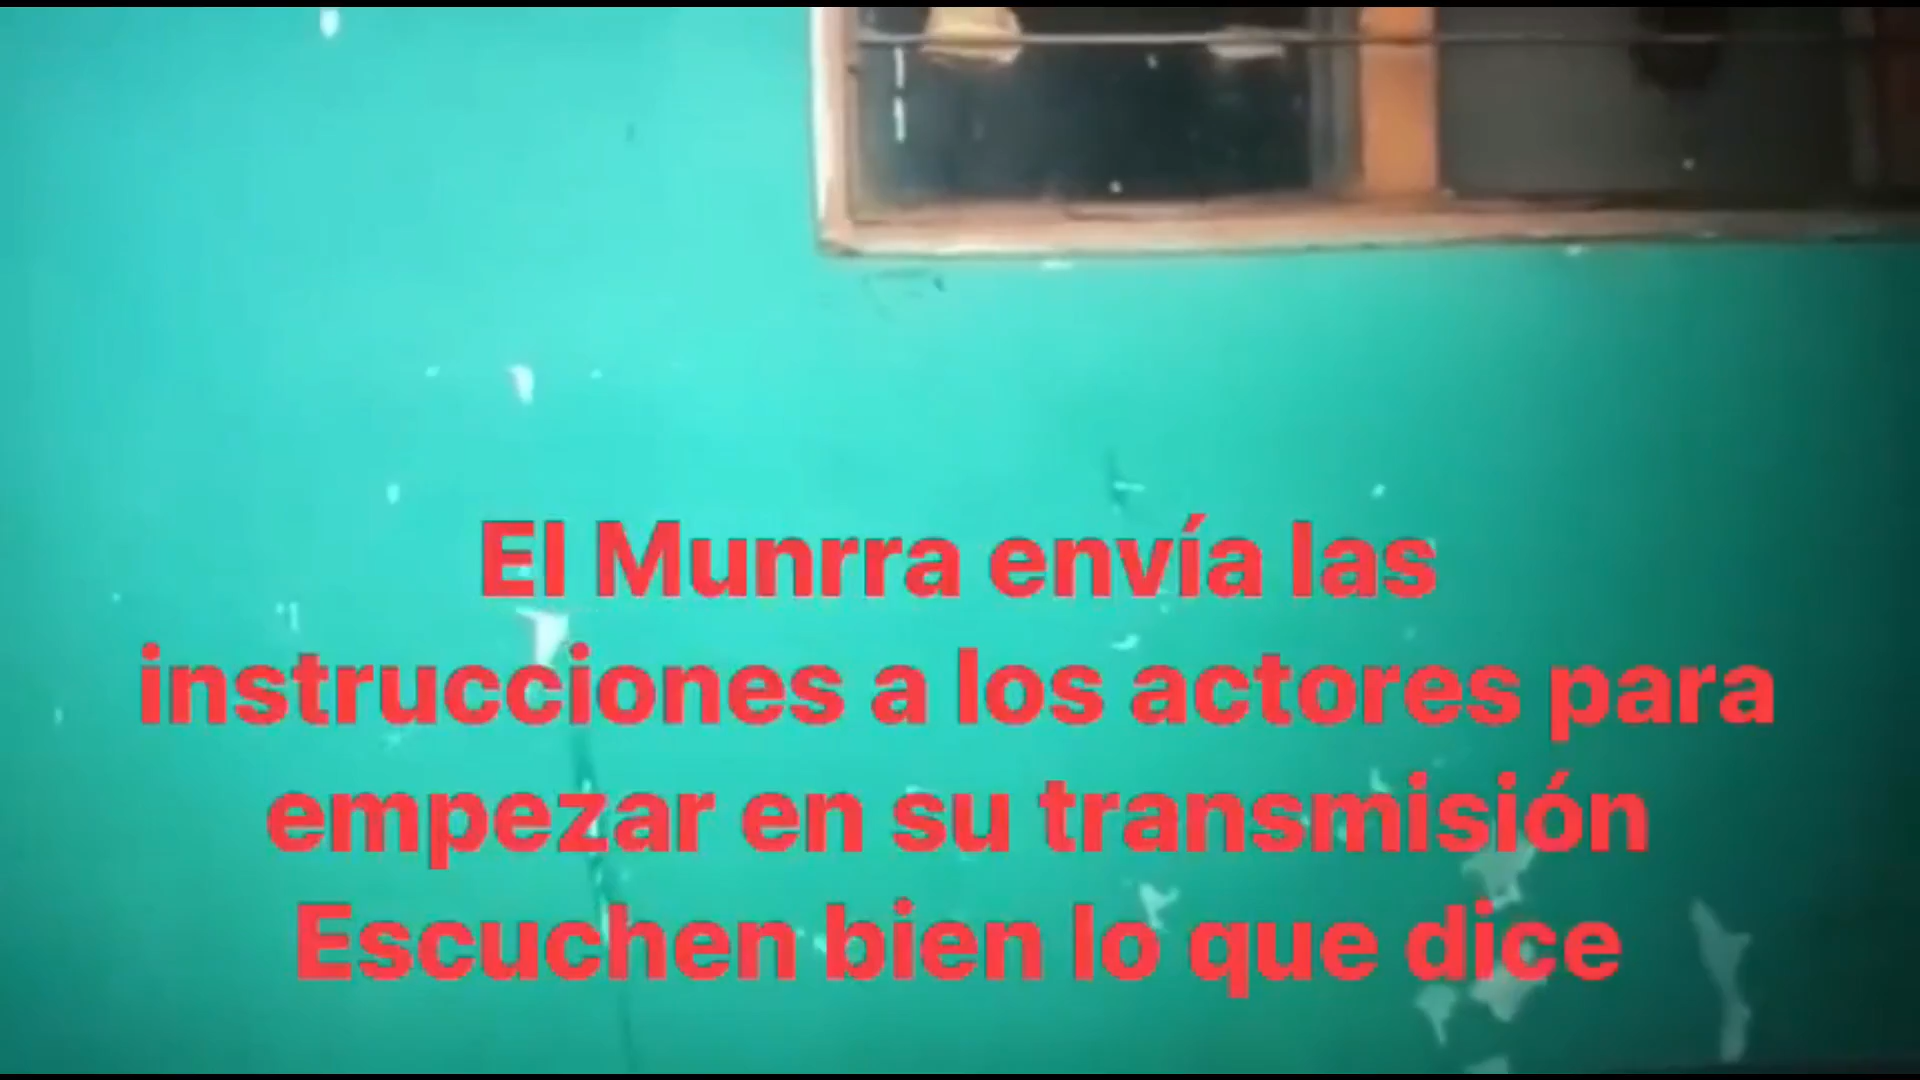 El Munrra envía las
instrucciones a los actores para
empezar en su transmisión
Escuchen bien lo que dice